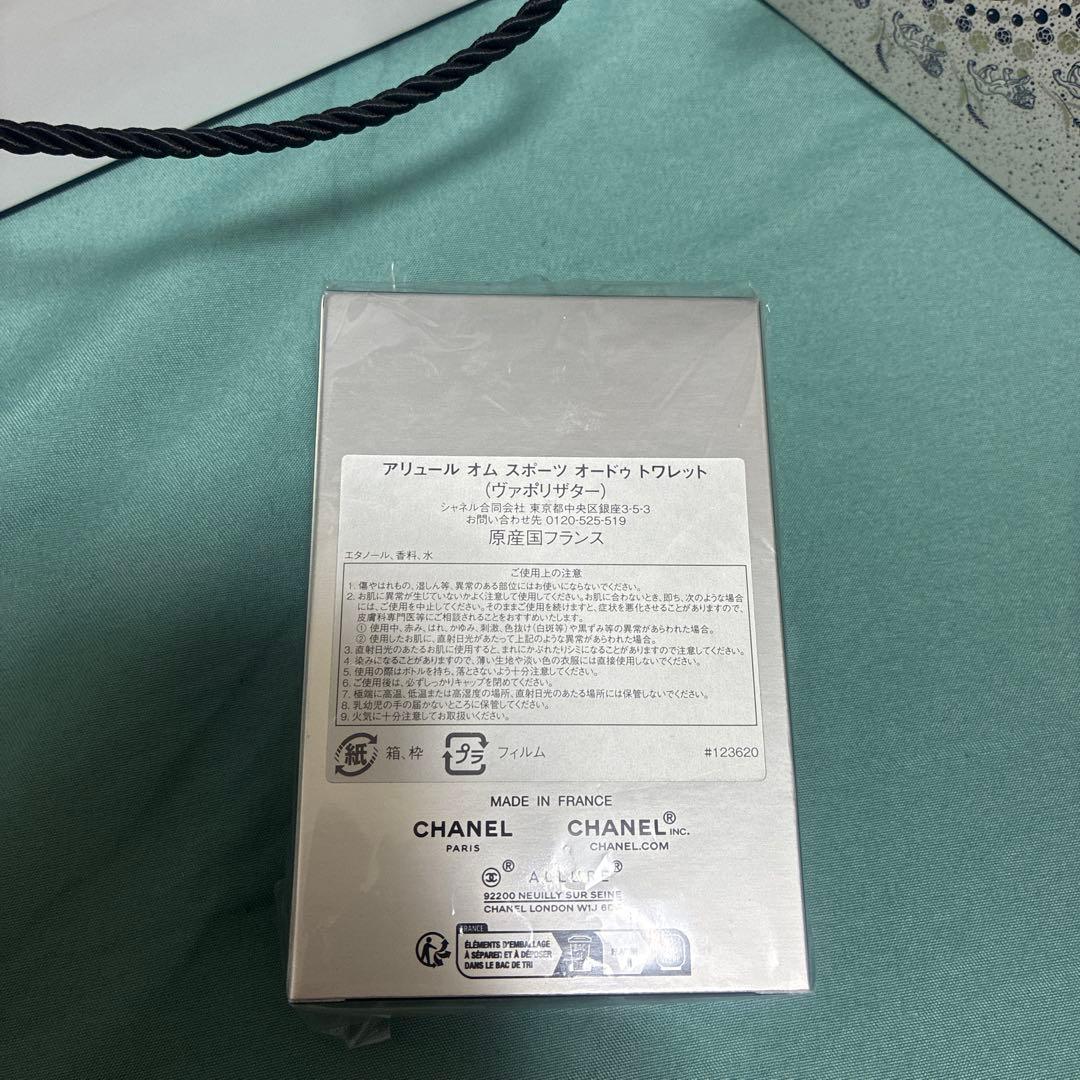 アリュール オム スポーツ オードゥ トワレット
(ヴァポリザター)
シャネル合同会社 東京都中央区銀座3-5-3
お問い合わせ先 0120-525-519
原産国フランス
エタノール、香料、水
ご使用上の注意
1. 傷やはれもの、湿しん等、異常のある部位にはお使いにならないでください。
2. お肌に異常が生じていないかよく注意して使用してください。お肌に合わないとき、即ち、次のような場合
には、ご使用を中止してください。そのままご使用を続けますと、症状を悪化させることがありますので、
皮膚科専門医等にご相談されることをおすすめいたします。
① 使用中、赤み、はれ、かゆみ、刺激、色抜け(白斑等)や黒ずみ等の異常があらわれた場合。
② 使用したお肌に、直射日光があたって上記のような異常があらわれた場合。
3. 直射日光のあたるお肌に使用すると、まれにかぶれたりシミになることがありますので注意してください。
4 染みになることがありますので、薄い生地や淡い色の衣服には直接使用しないでください。
5. 使用の際はボトルを持ち、落とさないよう十分注意してください。
6. ご使用後は、必ずしっかりキャップを閉めてください。
7. 極端に高温、低温または高湿度の場所、直射日光のあたる場所には保管しないでください。
8. 乳幼児の手の届かないところに保管してください。
9. 火気に十分注意してお取扱いください。
紙 箱、枠 プラ フィルム #123620
MADE IN FRANCE
CHANEL CHANEL® INC.
PARIS CHANEL.COM
® ALLURE®
92200 NEUILLY SUR SEINE
CHANEL LONDON W1J
FRANCE
ÉLÉMENTS D'EMBALLAGE
À SÉPARER ET À DÉPOSER
DANS LE BAC DE TRI
BAC